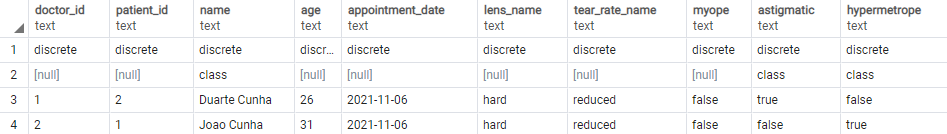 doctor_id patient_id name age appointment_date lens_name tear_rate_name myope astigmatic hypermetrope
text text text text text text text text text text
1 discrete discrete discrete discr... discrete discrete discrete discrete discrete discrete
2 [null] [null] class [null] [null] [null] [null] [null] class class
3 1 2 Duarte Cunha 26 2021-11-06 hard reduced false true false
4 2 1 Joao Cunha 31 2021-11-06 hard reduced false false true